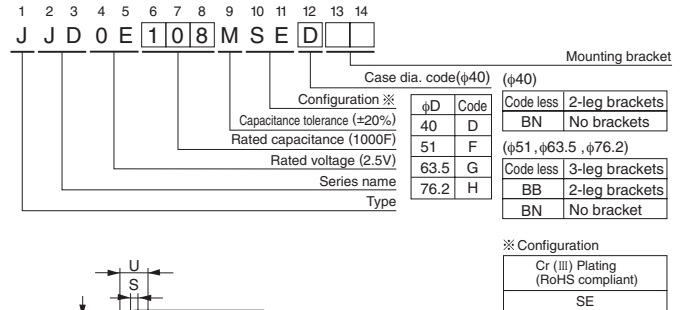 1 2 3 4 5 6 7 8 9 10 11 12 13 14
J J D 0 E 1 0 8 M S E D
Mounting bracket
Case dia. code(ϕ40)
Configuration ※
Capacitance tolerance (±20%)
Rated capacitance (1000F)
Rated voltage (2.5V)
Series name
Type
ϕD Code
40 D
51 F
63.5 G
76.2 H
(ϕ40)
Code less 2-leg brackets
BN No brackets
(ϕ51,ϕ63.5,ϕ76.2)
Code less 3-leg brackets
BB 2-leg brackets
BN No bracket
※Configuration
Cr (Ⅲ) Plating
(RoHS compliant)
SE
U
S